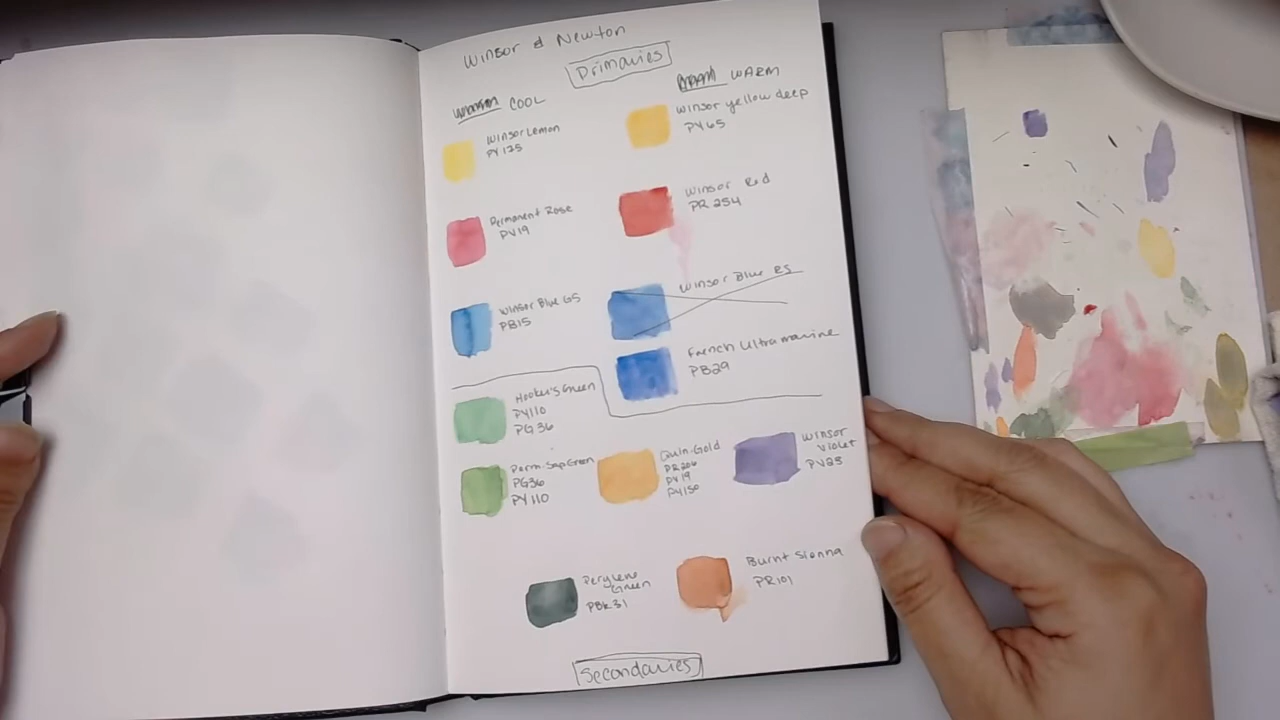 Winsor & Newton
Primaries
COOL
WARM
Winsor Lemon
PY 175
Winsor yellow deep
PY65
Permanent Rose
PV19
Winsor Red
PR 254
Winsor Blue GS
PB15
Winsor Blue RS
French Ultramarine
PB29
Hooker's Green
PY110
PG36
Perm. Sap Green
PG36
PY110
Quin. Gold
PR206
PV19
PY150
Winsor
Violet
PV23
Perylene
Green
PBk31
Burnt Sienna
PR101
Secondaries